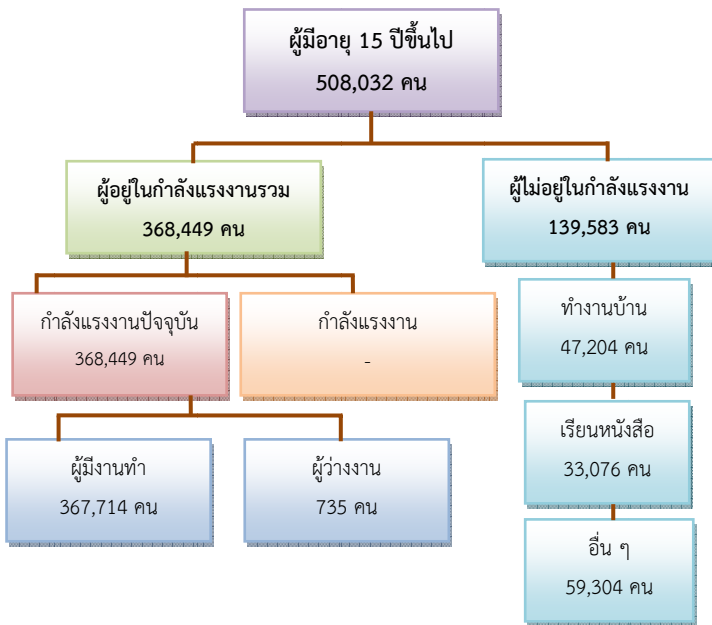 ผู้มีอายุ 15 ปีขึ้นไป
508,032 คน
ผู้อยู่ในกำลังแรงงานรวม
368,449 คน
ผู้ไม่อยู่ในกำลังแรงงาน
139,583 คน
กำลังแรงงานปัจจุบัน
368,449 คน
กำลังแรงงาน
-
ทำงานบ้าน
47,204 คน
ผู้มีงานทำ
367,714 คน
ผู้ว่างงาน
735 คน
เรียนหนังสือ
33,076 คน
อื่น ๆ
59,304 คน